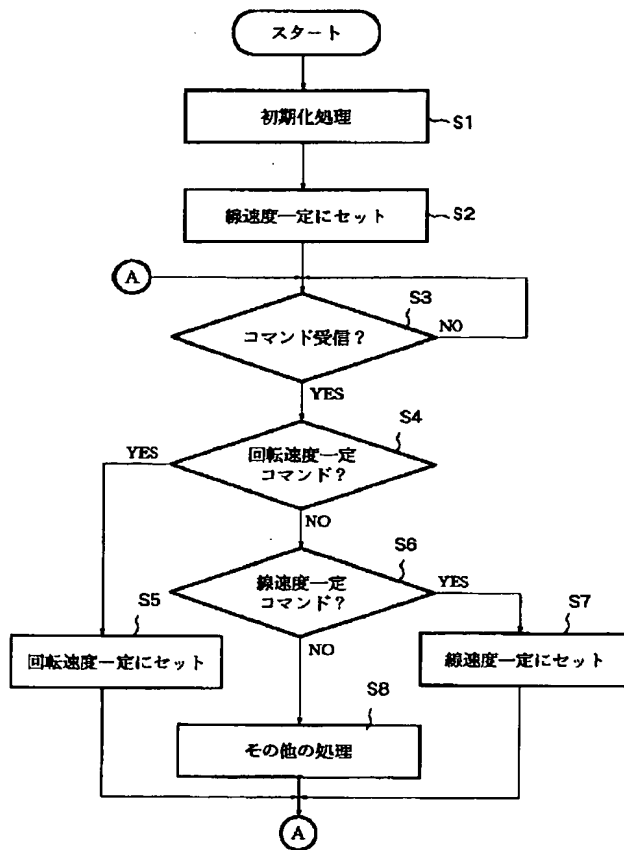 スタート
初期化処理
S1
線速度一定にセット
S2
A
S3
コマンド受信?
NO
YES
S4
YES
回転速度一定
コマンド?
NO
S6
線速度一定
コマンド?
YES
S5
S7
回転速度一定にセット
NO
線速度一定にセット
S8
その他の処理
A